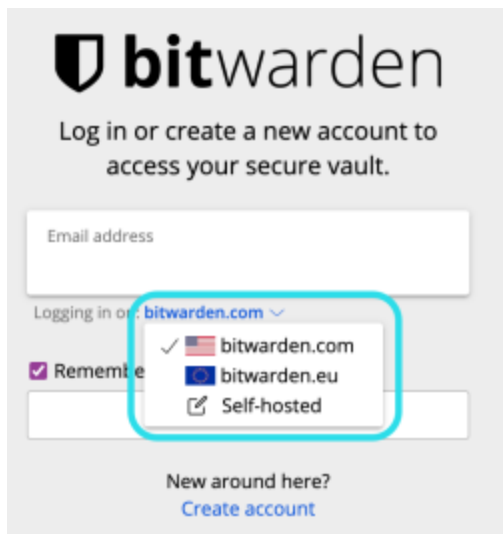 bitwarden
Log in or create a new account to
access your secure vault.
Email address
Logging in on: bitwarden.com
bitwarden.com
bitwarden.eu
Self-hosted
Remembe
New around here?
Create account